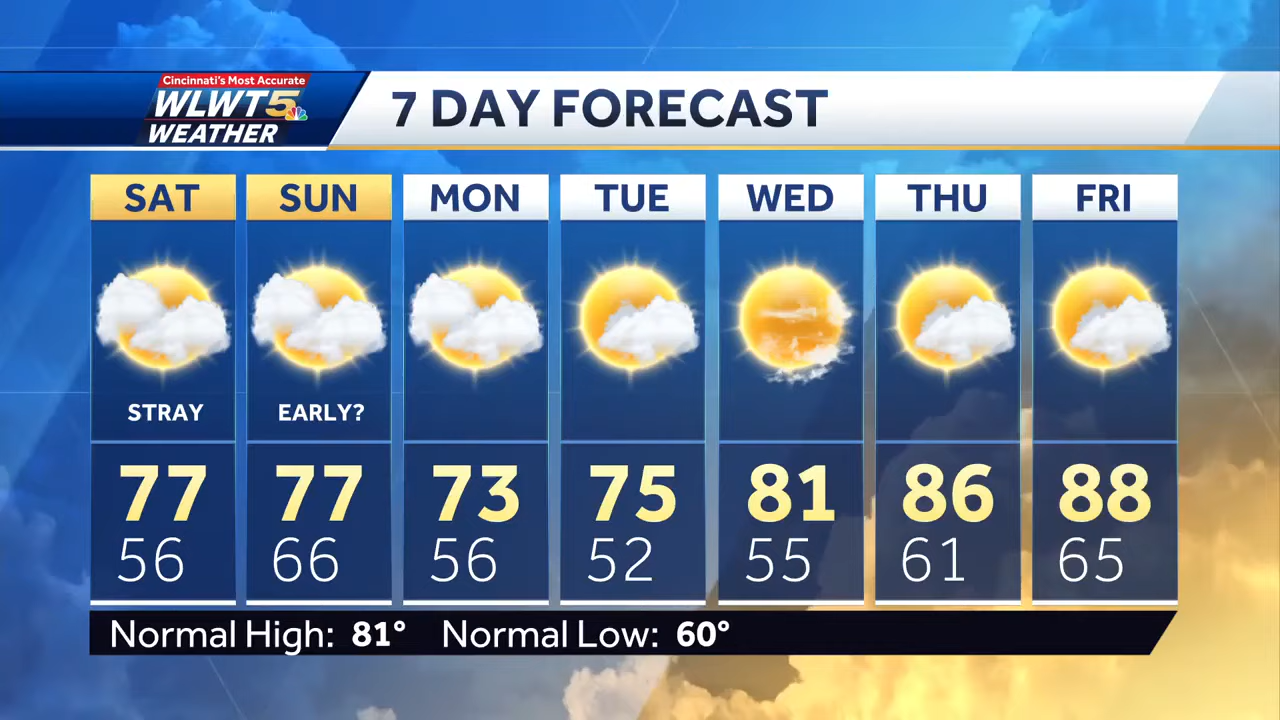 Cincinnati's Most Accurate
WLWT5
WEATHER
7 DAY FORECAST
SAT SUN MON TUE WED THU FRI
STRAY EARLY?
77 77 73 75 81 86 88
56 66 56 52 55 61 65
Normal High: 81° Normal Low: 60°